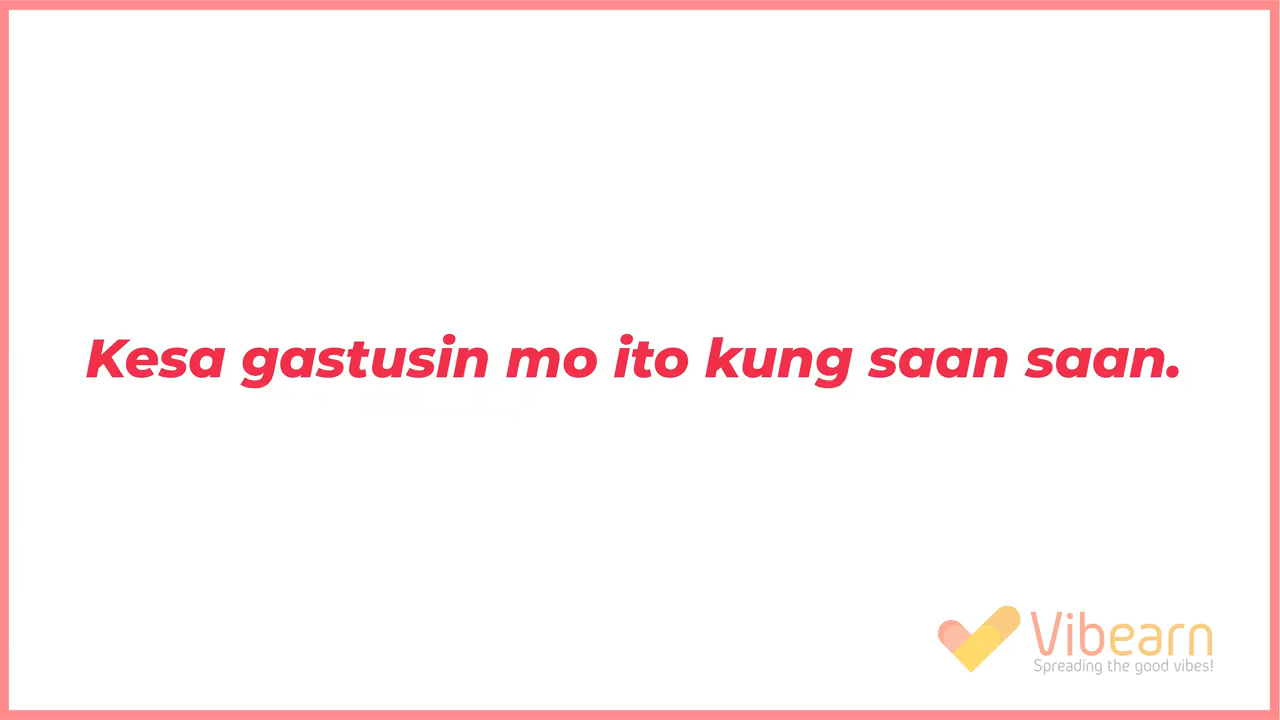 Kesa gastusin mo ito kung saan saan.
Vibearn
Spreading the good vibes!